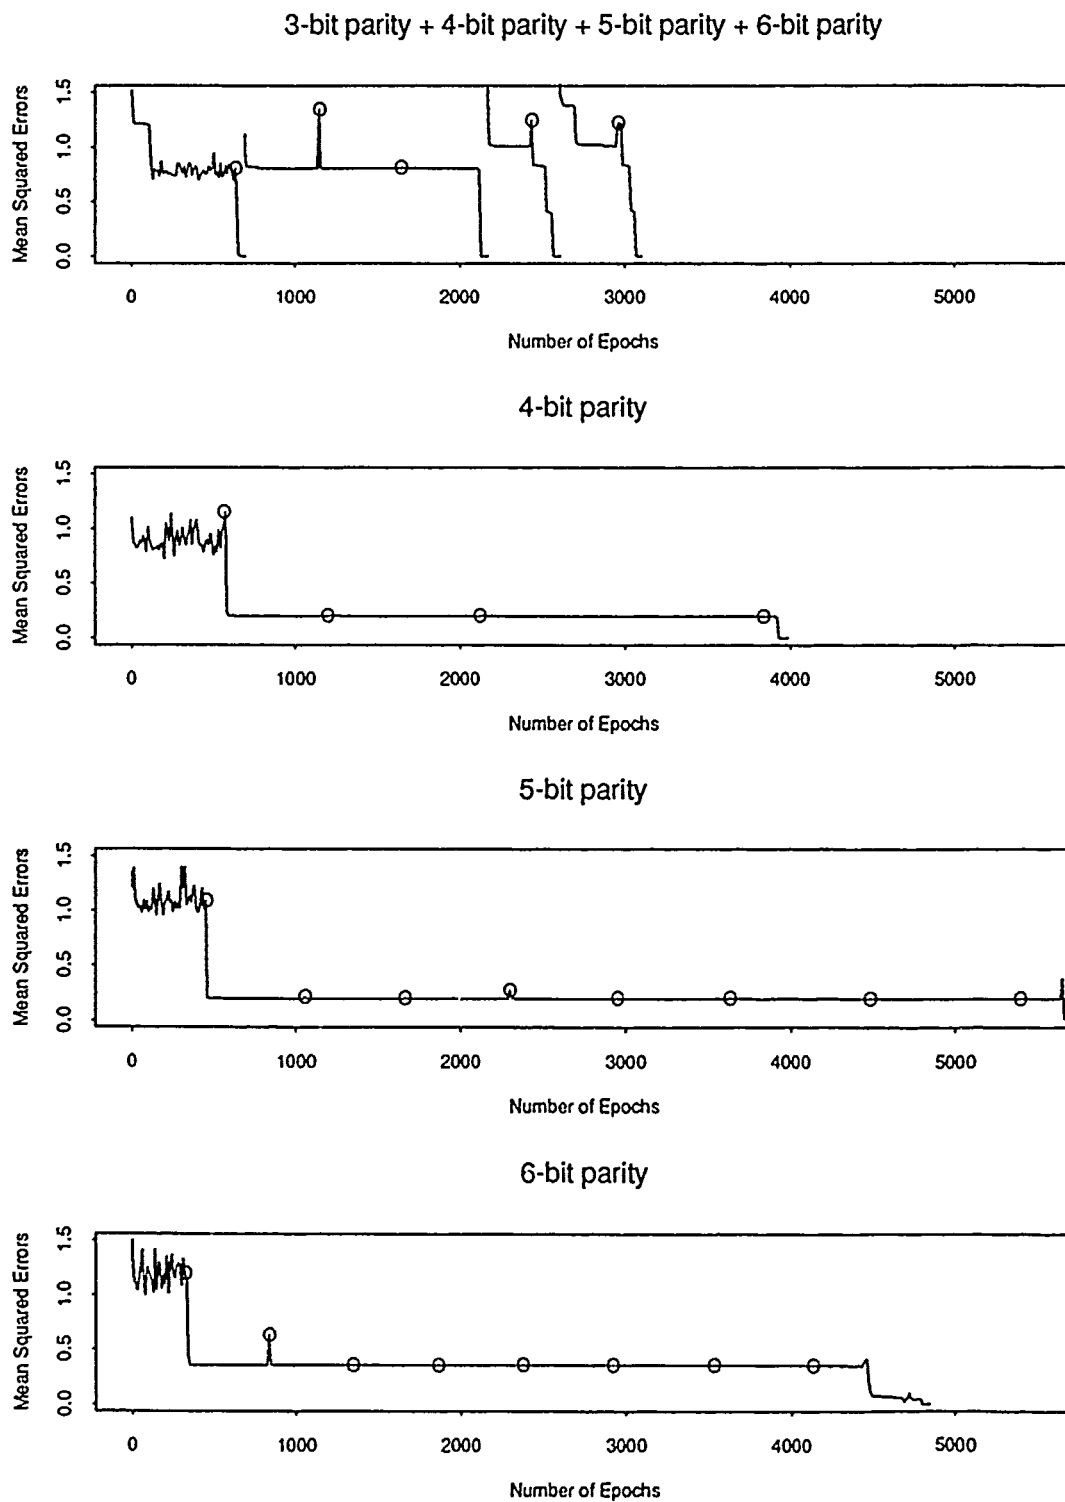 3-bit parity + 4-bit parity + 5-bit parity + 6-bit parity
Mean Squared Errors
1.5
1.0
0.5
0.0
0 1000 2000 3000 4000 5000
Number of Epochs
4-bit parity
Mean Squared Errors
1.5
1.0
0.5
0.0
0 1000 2000 3000 4000 5000
Number of Epochs
5-bit parity
Mean Squared Errors
1.5
1.0
0.5
0.0
0 1000 2000 3000 4000 5000
Number of Epochs
6-bit parity
Mean Squared Errors
1.5
1.0
0.5
0.0
0 1000 2000 3000 4000 5000
Number of Epochs